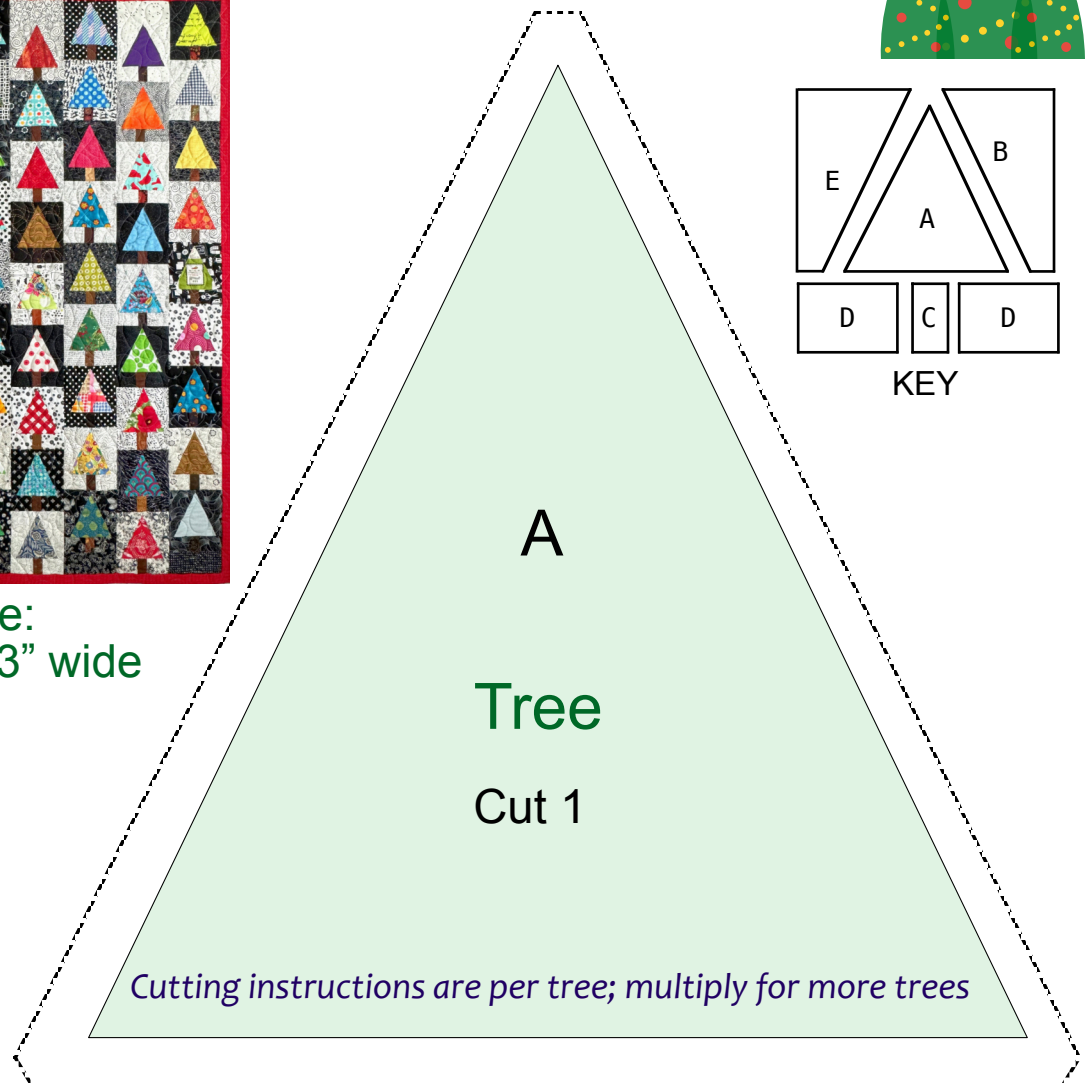 E
B
A
D
C
D
KEY
A
e:
3” wide
Tree
Cut 1
Cutting instructions are per tree; multiply for more trees